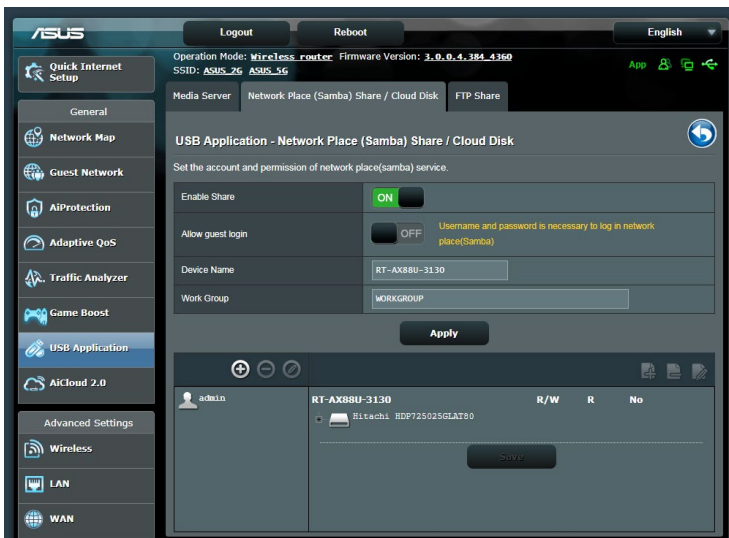 ASUS
Logout
Reboot
English
Quick Internet
Setup
Operation Mode: Wireless router Firmware Version: 3.0.0.4.384_4360
SSID: ASUS_2G ASUS_5G
App
General
Network Map
Guest Network
AiProtection
Adaptive QoS
Traffic Analyzer
Game Boost
USB Application
AiCloud 2.0
Advanced Settings
Wireless
LAN
WAN
Media Server
Network Place (Samba) Share / Cloud Disk
FTP Share
USB Application - Network Place (Samba) Share / Cloud Disk
Set the account and permission of network place(samba) service.
Enable Share
ON
Allow guest login
OFF
Username and password is necessary to log in network
place(Samba)
Device Name
RT-AX88U-3130
Work Group
WORKGROUP
Apply
admin
RT-AX88U-3130
R/W
R
No
Hitachi HDP725025GLAT80
Save